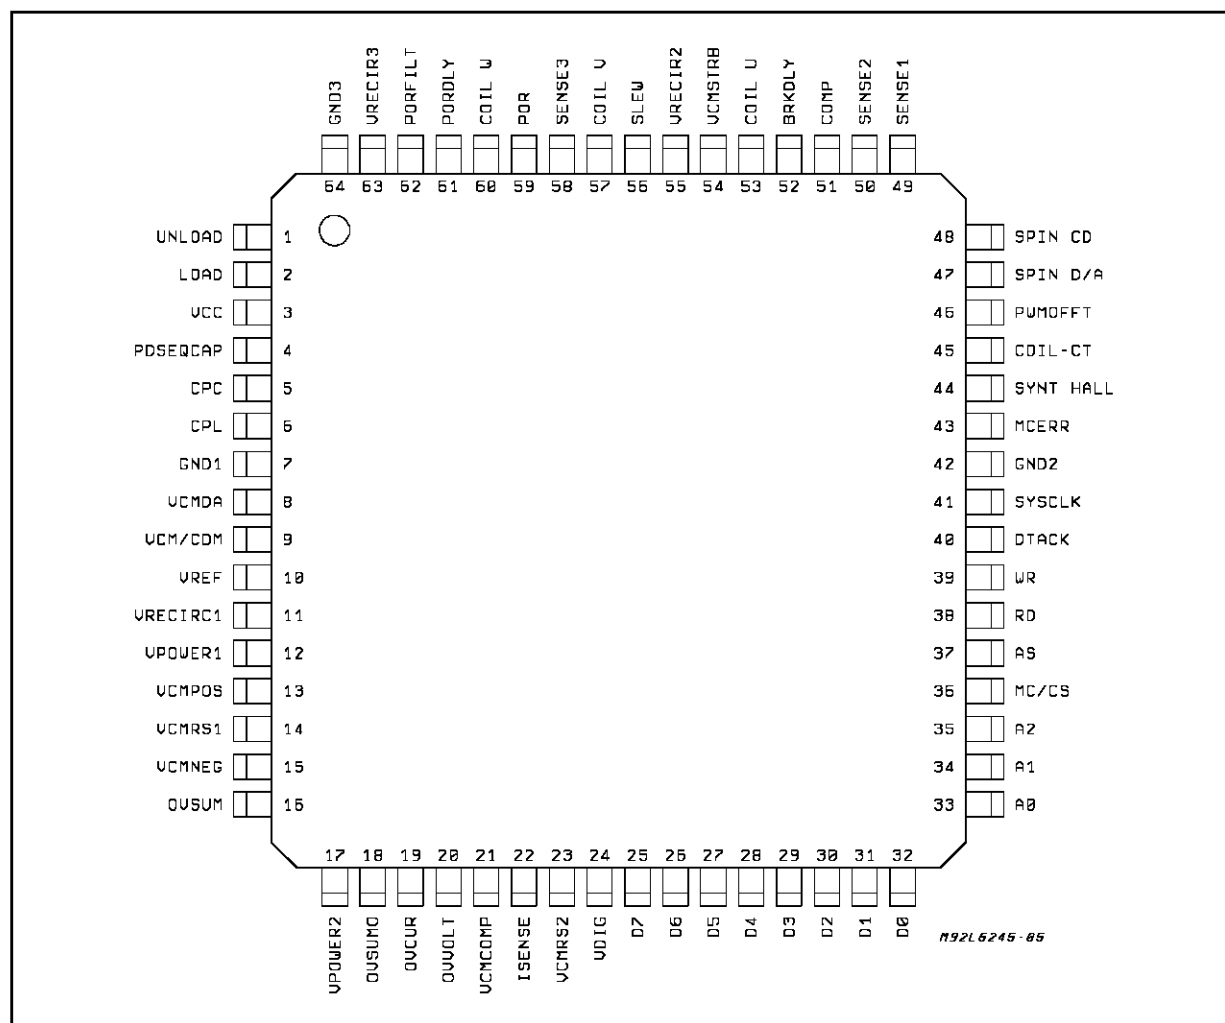 GND3
VRECIR3
PORFILT
PORDLY
COIL W
POR
SENSE3
COIL V
SLEW
VRECIR2
VCMSTRB
COIL U
BRKDLY
COMP
SENSE2
SENSE1
64 63 62 61 60 59 58 57 56 55 54 53 52 51 50 49
UNLOAD 1
LOAD 2
VCC 3
PDSEQCAP 4
CPC 5
CPL 6
GND1 7
VCMDA 8
VCM/CDM 9
VREF 10
VRECIRC1 11
VPOWER1 12
VCMPOS 13
VCMRS1 14
VCMNEG 15
OVSUM 16
48 SPIN CD
47 SPIN D/A
46 PWMOFFT
45 COIL-CT
44 SYNT HALL
43 MCERR
42 GND2
41 SYSCLK
40 DTACK
39 WR
38 RD
37 AS
36 MC/CS
35 A2
34 A1
33 A0
17 18 19 20 21 22 23 24 25 26 27 28 29 30 31 32
VPOWER2
OVSUMO
OVCUR
OVVOLT
VCMCOMP
ISENSE
VCMRS2
VDIG
D7
D6
D5
D4
D3
D2
D1
D0
M92L6245-05